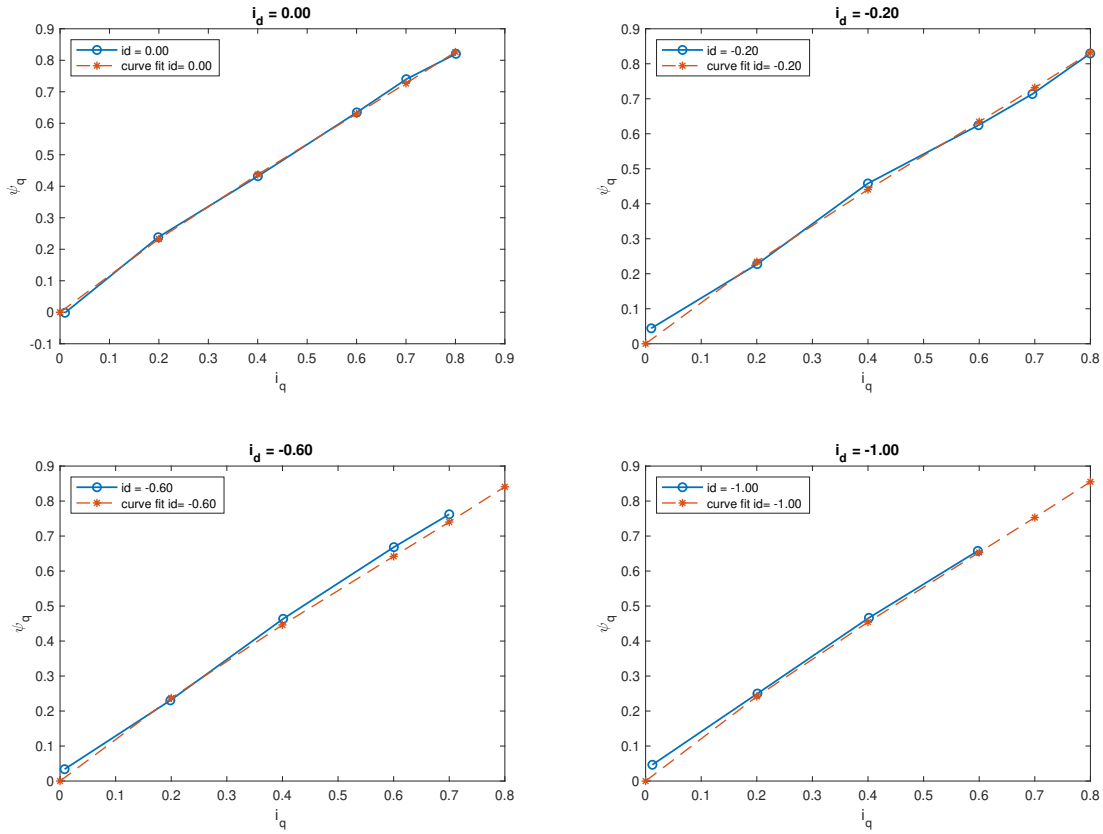 i_d = 0.00
id = 0.00
curve fit id= 0.00
0.9
0.8
0.7
0.6
0.5
0.4
0.3
0.2
0.1
0
-0.1
ψ_q
0 0.1 0.2 0.3 0.4 0.5 0.6 0.7 0.8 0.9
i_q
i_d = -0.20
id = -0.20
curve fit id= -0.20
0.9
0.8
0.7
0.6
0.5
0.4
0.3
0.2
0.1
0
ψ_q
0 0.1 0.2 0.3 0.4 0.5 0.6 0.7 0.8
i_q
i_d = -0.60
id = -0.60
curve fit id= -0.60
0.9
0.8
0.7
0.6
0.5
0.4
0.3
0.2
0.1
0
ψ_q
0 0.1 0.2 0.3 0.4 0.5 0.6 0.7 0.8
i_q
i_d = -1.00
id = -1.00
curve fit id= -1.00
0.9
0.8
0.7
0.6
0.5
0.4
0.3
0.2
0.1
0
ψ_q
0 0.1 0.2 0.3 0.4 0.5 0.6 0.7 0.8
i_q